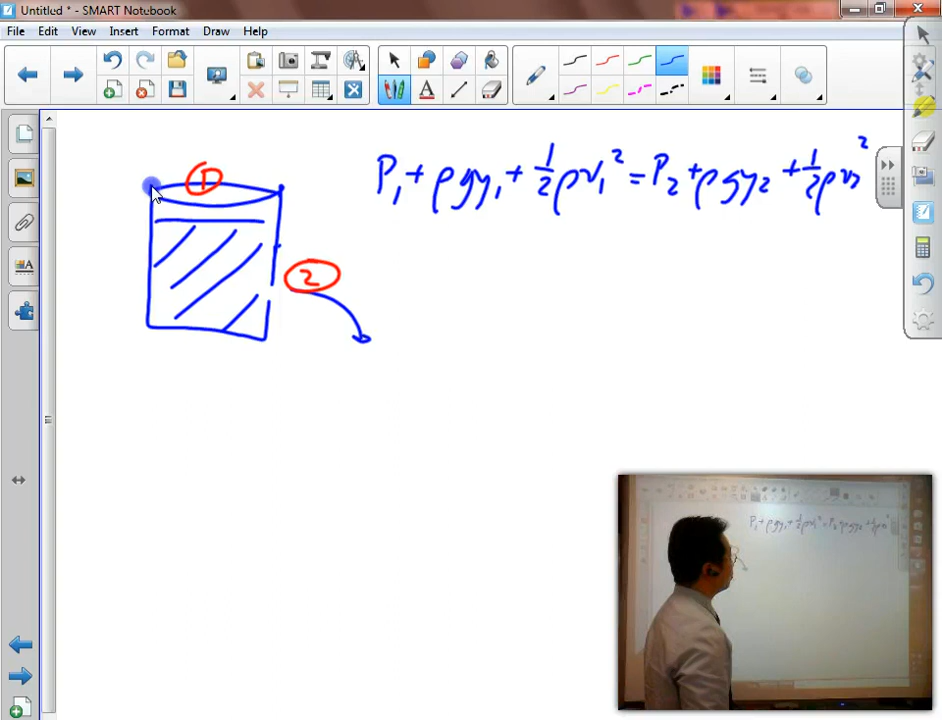 Untitled * - SMART Notebook
File Edit View Insert Format Draw Help
A
A
P₁ + ρgy₁ + ½ρv₁² = P₂ + ρgy₂ + ½ρv₂²
1
2